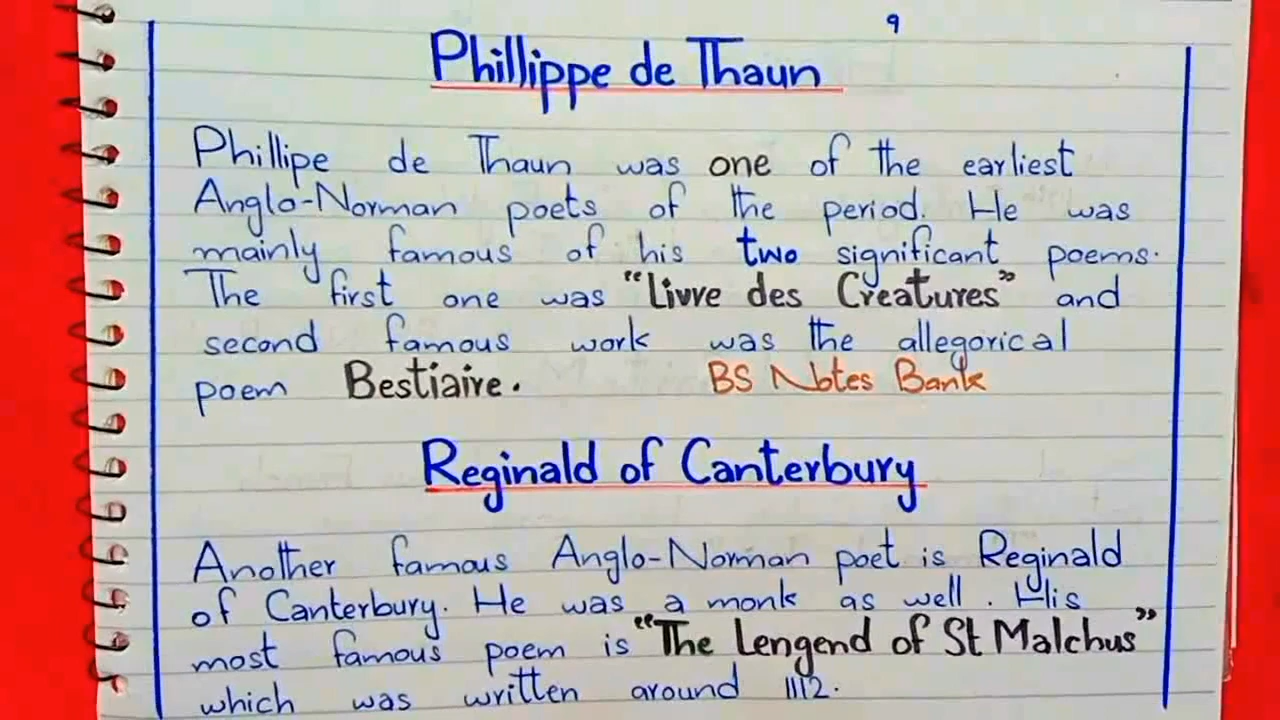 9
Phillippe de Thaun
Phillipe de Thaun was one of the earliest
Anglo-Norman poets of the period. He was
mainly famous of his two significant poems.
The first one was "Livre des Creatures" and
second famous work was the allegorical
poem Bestiaire.
BS Notes Bank
Reginald of Canterbury
Another famous Anglo-Norman poet is Reginald
of Canterbury. He was a monk as well. His
most famous poem is "The Lengend of St Malchus"
which was written around 1112.